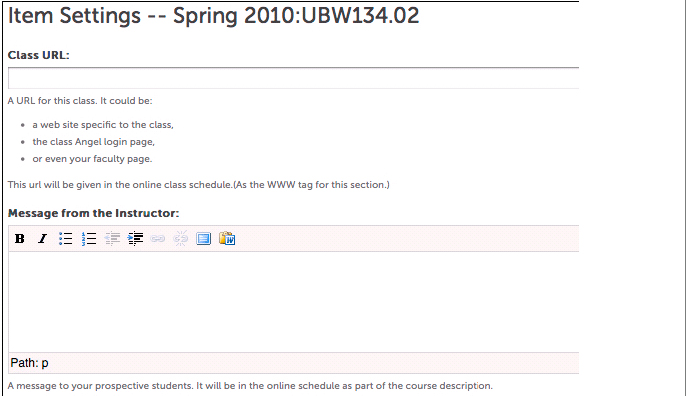 Item Settings -- Spring 2010:UBW134.02
Class URL:
A URL for this class. It could be:
a web site specific to the class,
the class Angel login page,
or even your faculty page.
This url will be given in the online class schedule.(As the WWW tag for this section.)
Message from the Instructor:
B I
Path: p
A message to your prospective students. It will be in the online schedule as part of the course description.